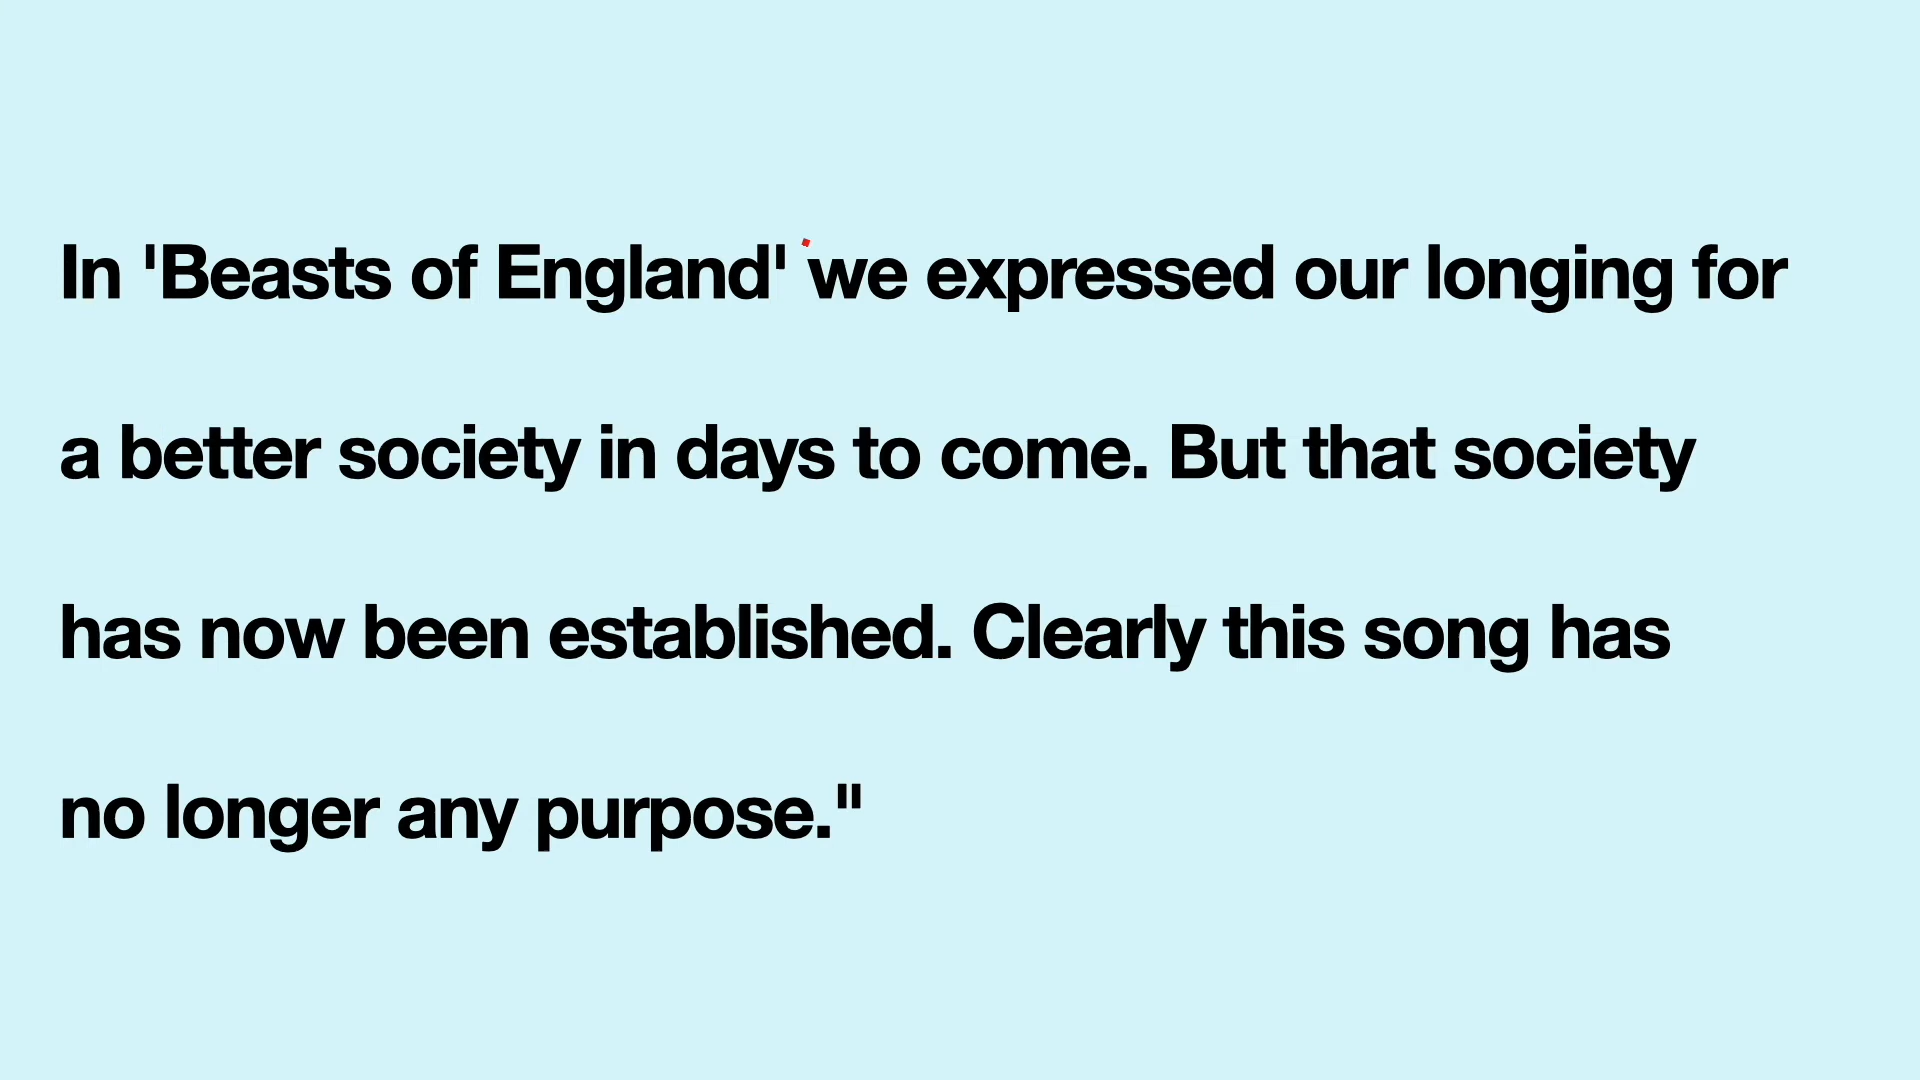 In 'Beasts of England' we expressed our longing for
a better society in days to come. But that society
has now been established. Clearly this song has
no longer any purpose."